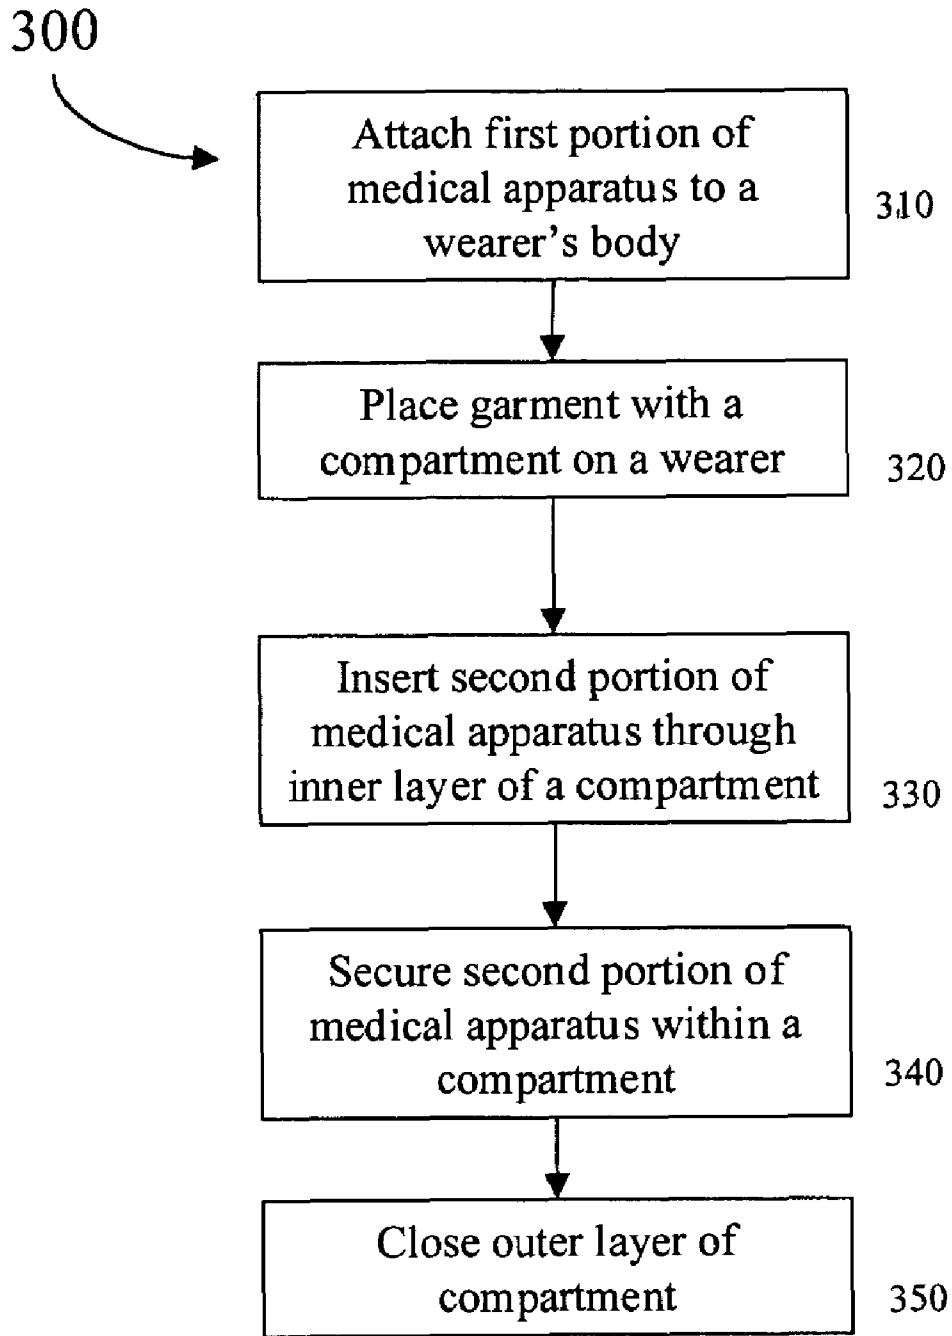 300
Attach first portion of
medical apparatus to a
wearer's body
310
Place garment with a
compartment on a wearer
320
Insert second portion of
medical apparatus through
inner layer of a compartment
330
Secure second portion of
medical apparatus within a
compartment
340
Close outer layer of
compartment
350